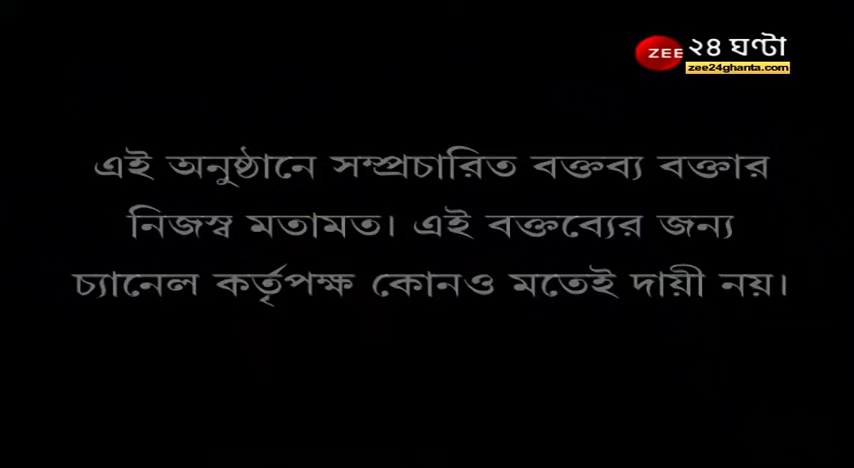 ZEE ২৪ ঘণ্টা
zee24ghanta.com
এই অনুষ্ঠানে সম্প্রচারিত বক্তব্য বক্তার
নিজস্ব মতামত। এই বক্তব্যের জন্য
চ্যানেল কর্তৃপক্ষ কোনও মতেই দায়ী নয়।